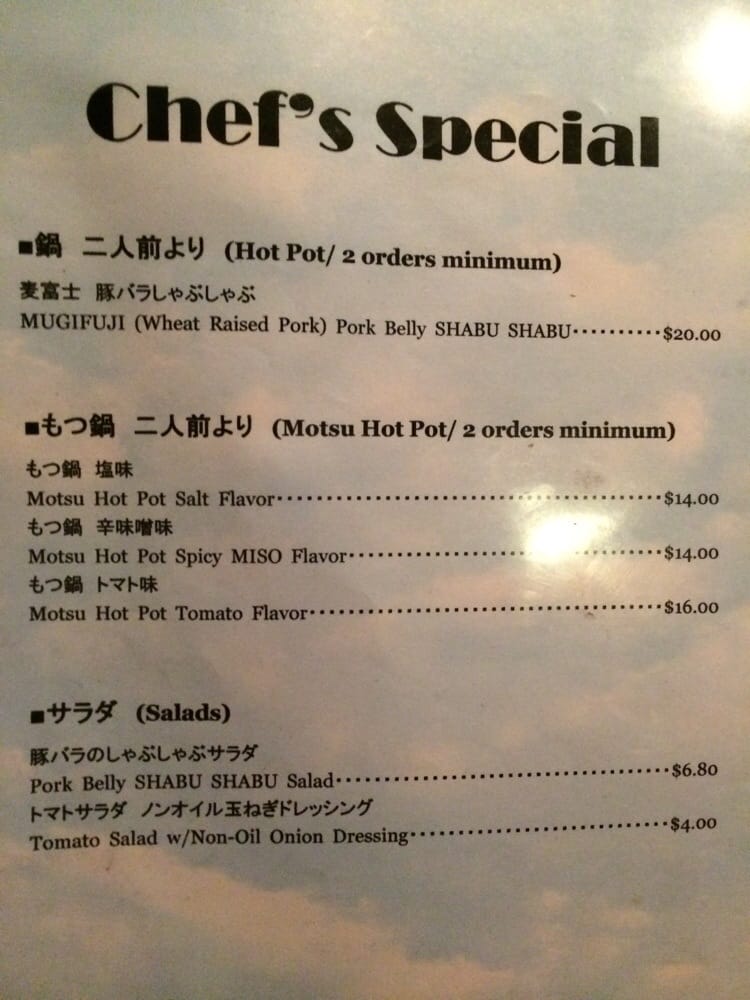 Chef's Special
■鍋 二人前より (Hot Pot/ 2 orders minimum)
麦富士 豚バラしゃぶしゃぶ
MUGIFUJI (Wheat Raised Pork) Pork Belly SHABU SHABU··········$20.00
■もつ鍋 二人前より (Motsu Hot Pot/ 2 orders minimum)
もつ鍋 塩味
Motsu Hot Pot Salt Flavor··········$14.00
もつ鍋 辛味噌味
Motsu Hot Pot Spicy MISO Flavor··········$14.00
もつ鍋 トマト味
Motsu Hot Pot Tomato Flavor··········$16.00
■サラダ (Salads)
豚バラのしゃぶしゃぶサラダ
Pork Belly SHABU SHABU Salad··········$6.80
トマトサラダ ノンオイル玉ねぎドレッシング
Tomato Salad w/Non-Oil Onion Dressing··········$4.00